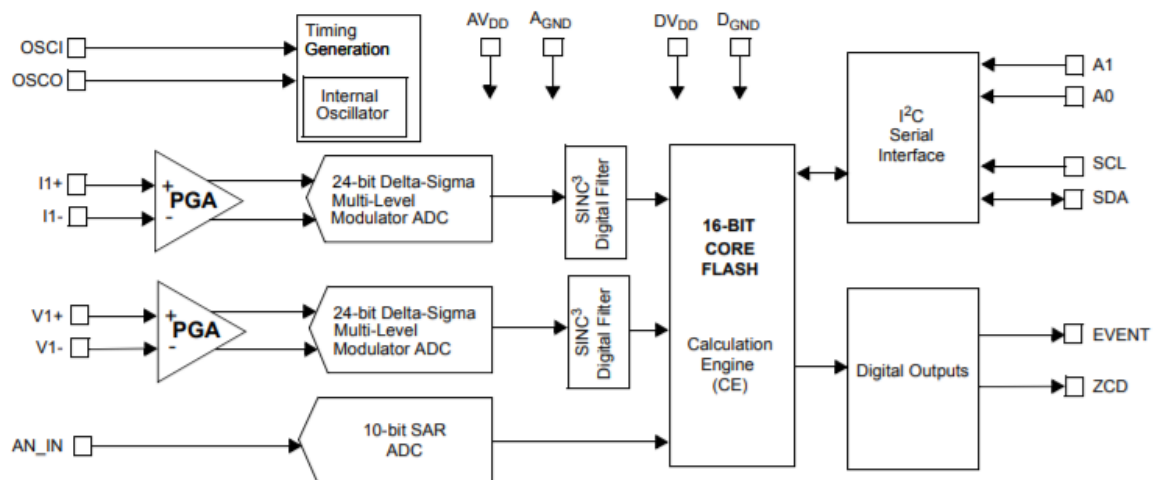 AVDD
AGND
DVDD
DGND
OSCI
OSCO
Timing
Generation
Internal
Oscillator
A1
A0
I2C
Serial
Interface
SCL
SDA
I1+
I1-
+
PGA
-
24-bit Delta-Sigma
Multi-Level
Modulator ADC
SINC3
Digital Filter
16-BIT
CORE
FLASH
Calculation
Engine
(CE)
V1+
V1-
+
PGA
-
24-bit Delta-Sigma
Multi-Level
Modulator ADC
SINC3
Digital Filter
Digital Outputs
EVENT
ZCD
AN_IN
10-bit SAR
ADC